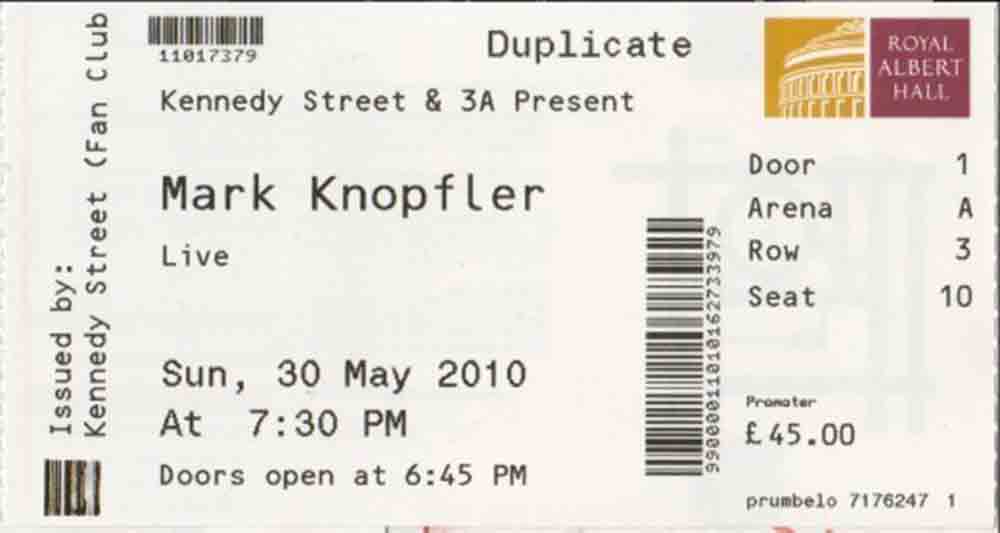 Issued by:
Kennedy Street (Fan Club
11017379
Duplicate
Kennedy Street & 3A Present
Mark Knopfler
Live
Sun, 30 May 2010
At 7:30 PM
Doors open at 6:45 PM
ROYAL
ALBERT
HALL
Door 1
Arena A
Row 3
Seat 10
Promoter
£45.00
prumbelo 7176247 1